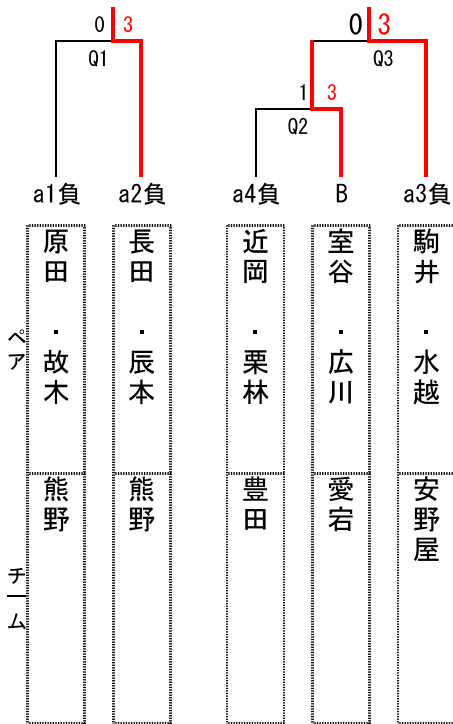 0 3
Q1
0 3
Q3
1 3
Q2
a1負 a2負 a4負 B a3負
ペア
原田・故木
長田・辰本
近岡・栗林
室谷・広川
駒井・水越
チーム
熊野
熊野
豊田
愛宕
安野屋